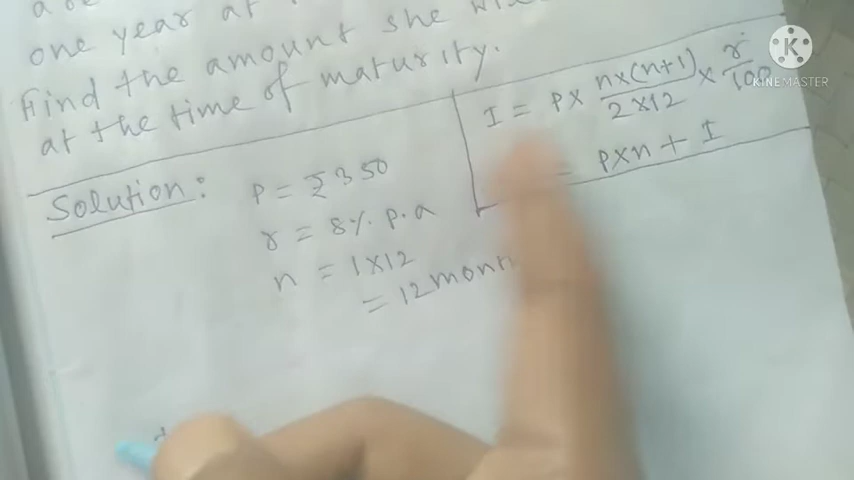 one year at
Find the amount she
at the time of maturity.
I = P× n×(n+1)/2×12 × r/100
= P×n + I
KINEMASTER
Solution: P = ₹350
r = 8% p.a
n = 1×12
= 12